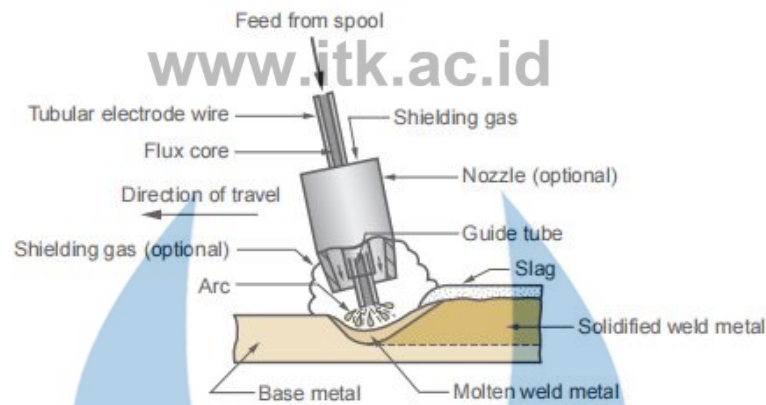 Feed from spool
www.itk.ac.id
Tubular electrode wire
Shielding gas
Flux core
Nozzle (optional)
Direction of travel
Guide tube
Shielding gas (optional)
Slag
Arc
Solidified weld metal
Base metal
Molten weld metal